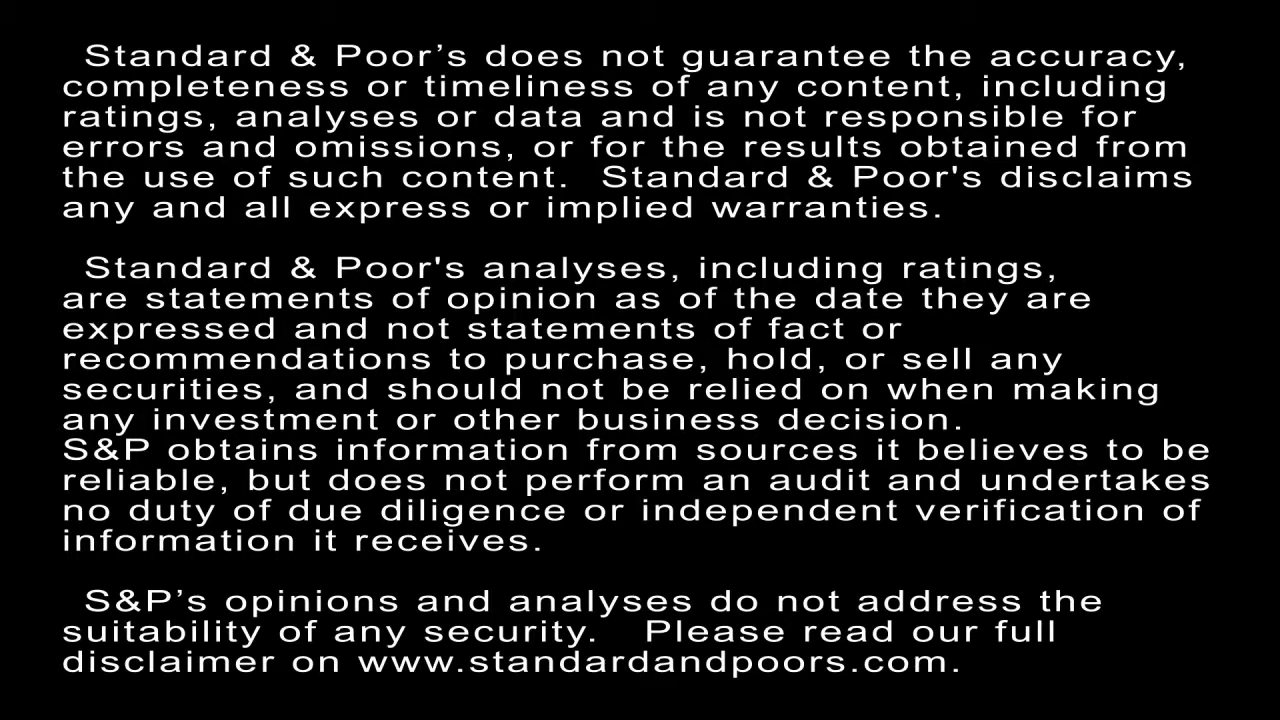 Standard & Poor’s does not guarantee the accuracy,
completeness or timeliness of any content, including
ratings, analyses or data and is not responsible for
errors and omissions, or for the results obtained from
the use of such content.  Standard & Poor's disclaims
any and all express or implied warranties.
Standard & Poor's analyses, including ratings,
are statements of opinion as of the date they are
expressed and not statements of fact or
recommendations to purchase, hold, or sell any
securities, and should not be relied on when making
any investment or other business decision.
S&P obtains information from sources it believes to be
reliable, but does not perform an audit and undertakes
no duty of due diligence or independent verification of
information it receives.
S&P’s opinions and analyses do not address the
suitability of any security.   Please read our full
disclaimer on www.standardandpoors.com.